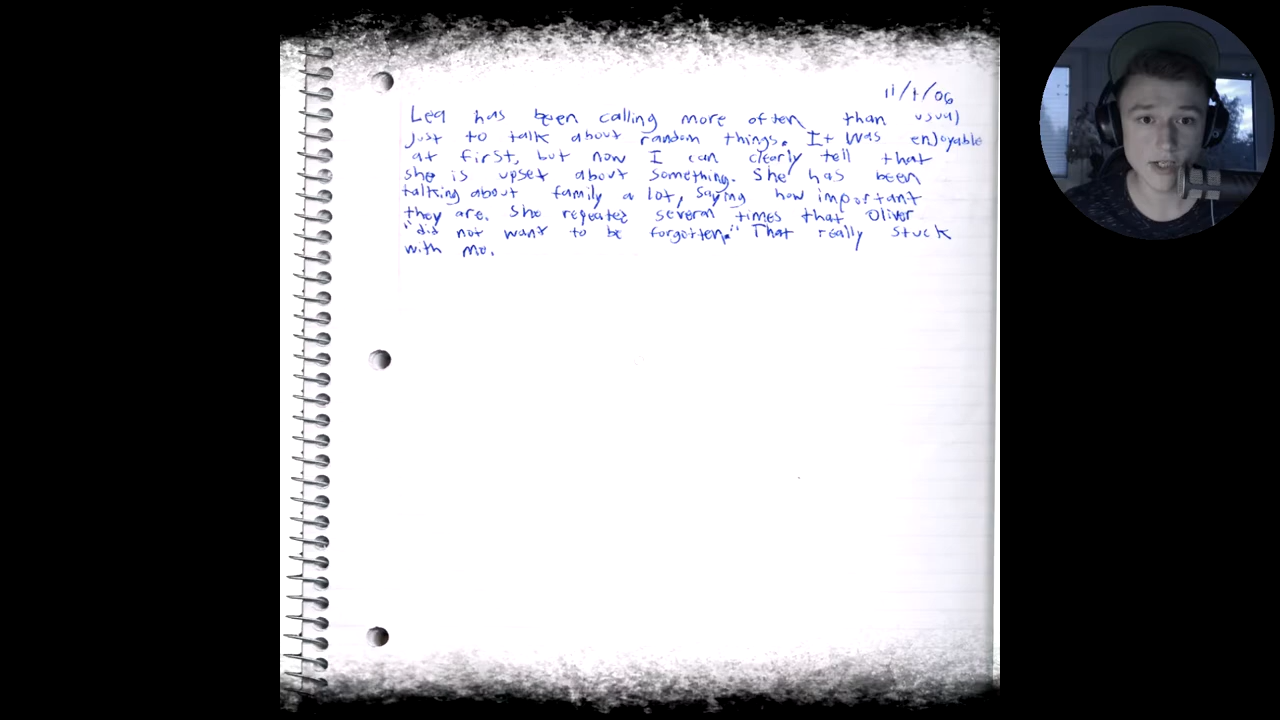 11/1/06
Lea has been calling more often than usual
just to talk about random things. It was enjoyable
at first, but now I can clearly tell that
she is upset about something. She has been
talking about family a lot, saying how important
they are. She repeated several times that Oliver
"did not want to be forgotten." That really stuck
with me.